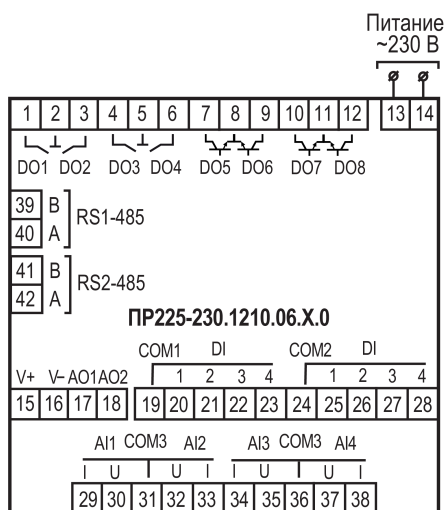 Питание
~230 В
1 2 3 4 5 6 7 8 9 10 11 12 13 14
DO1 DO2 DO3 DO4 DO5 DO6 DO7 DO8
39 B
RS1-485
40 A
41 B
RS2-485
42 A
ПР225-230.1210.06.X.0
COM1 DI COM2 DI
V+ V- AO1 AO2 1 2 3 4 1 2 3 4
15 16 17 18 19 20 21 22 23 24 25 26 27 28
AI1 COM3 AI2 AI3 COM3 AI4
I U U I I U U I
29 30 31 32 33 34 35 36 37 38